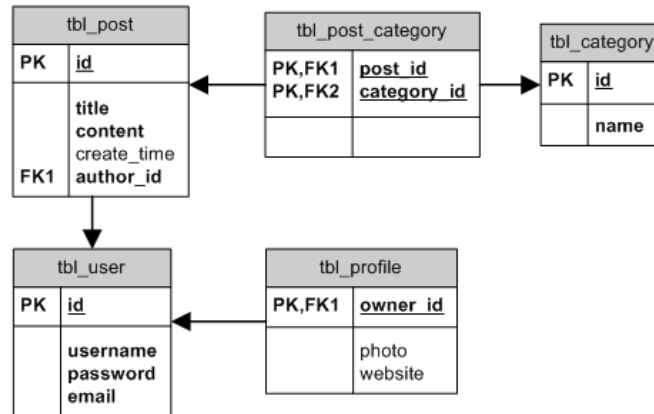 tbl_post
PK id
title
content
create_time
FK1 author_id
tbl_post_category
PK,FK1 post_id
PK,FK2 category_id
tbl_category
PK id
name
tbl_user
PK id
username
password
email
tbl_profile
PK,FK1 owner_id
photo
website